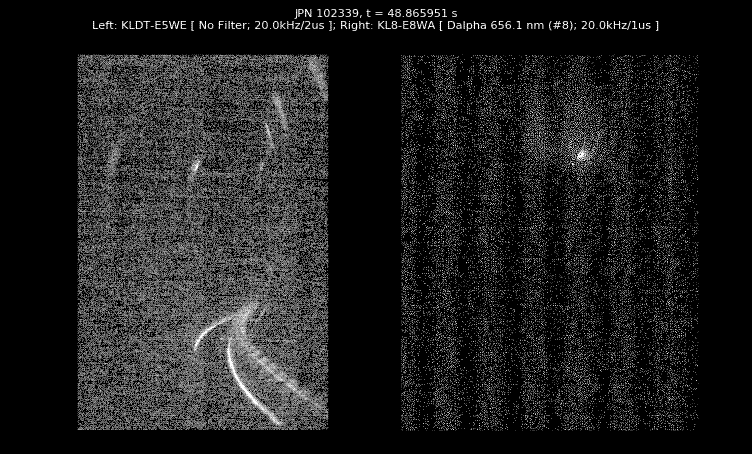 JPN 102339, t = 48.865951 s
Left: KLDT-E5WE [ No Filter; 20.0kHz/2us ]; Right: KL8-E8WA [ Dalpha 656.1 nm (#8); 20.0kHz/1us ]